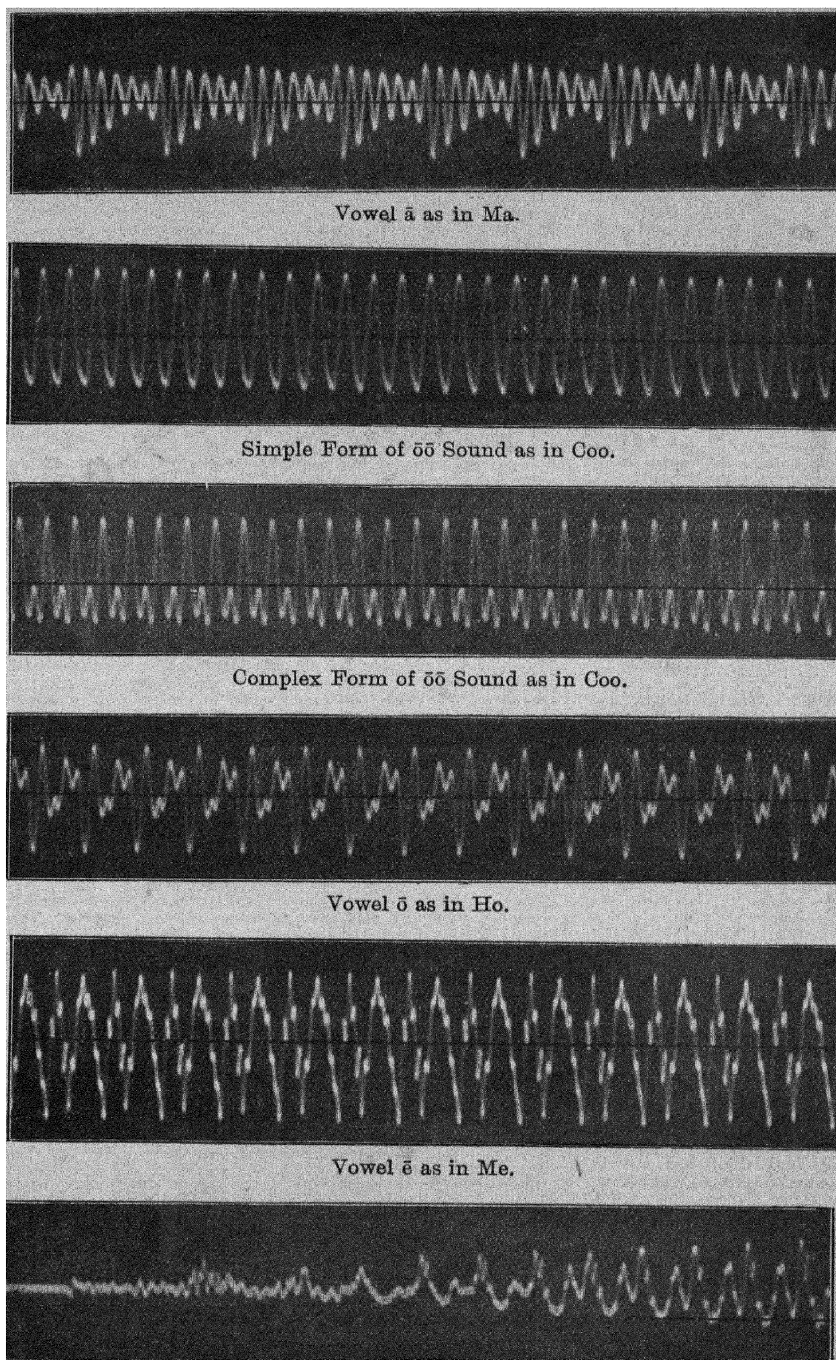 Vowel ā as in Ma.
Simple Form of ōō Sound as in Coo.
Complex Form of ōō Sound as in Coo.
Vowel ō as in Ho.
Vowel ē as in Me.